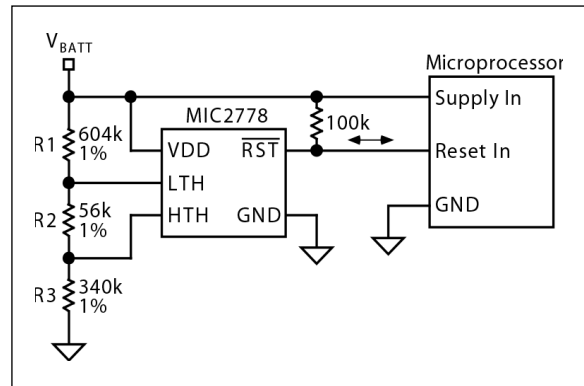 V_BATT
Microprocessor
MIC2778
Supply In
R1
604k
1%
VDD
RST
100k
Reset In
LTH
R2
56k
1%
HTH
GND
GND
R3
340k
1%